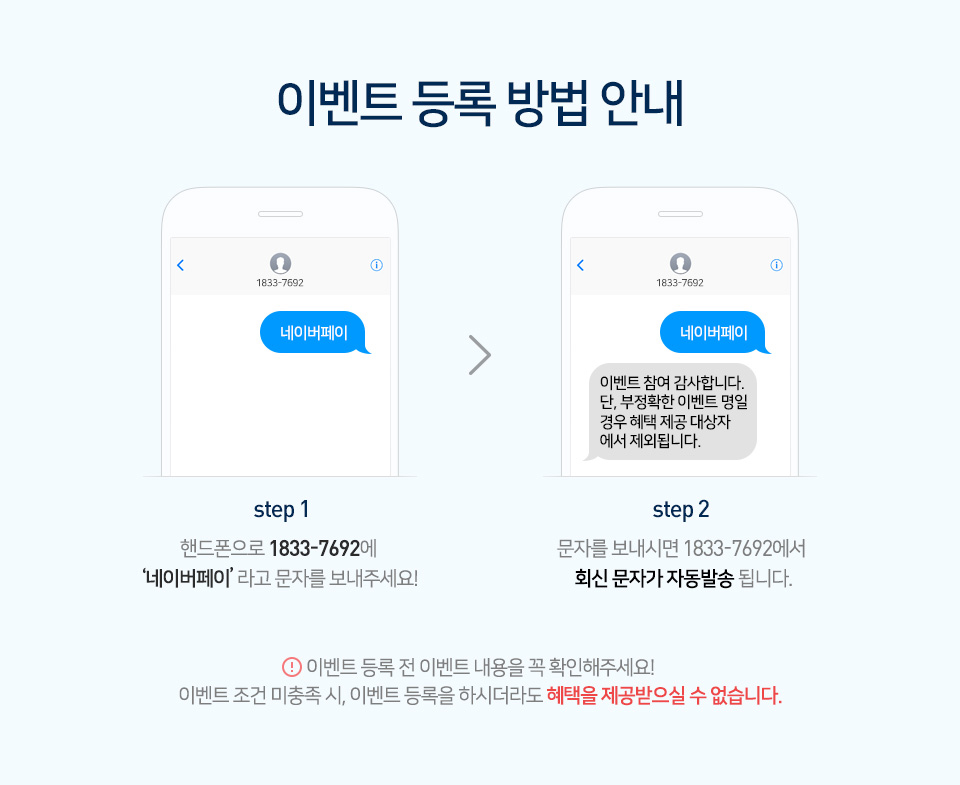 이벤트 등록 방법 안내
1833-7692
네이버페이
1833-7692
네이버페이
이벤트 참여 감사합니다.
단, 부정확한 이벤트 명일
경우 혜택 제공 대상자
에서 제외됩니다.
step 1
핸드폰으로 1833-7692에
‘네이버페이’ 라고 문자를 보내주세요!
step 2
문자를 보내시면 1833-7692에서
회신 문자가 자동발송 됩니다.
이벤트 등록 전 이벤트 내용을 꼭 확인해주세요!
이벤트 조건 미충족 시, 이벤트 등록을 하시더라도 혜택을 제공받으실 수 없습니다.